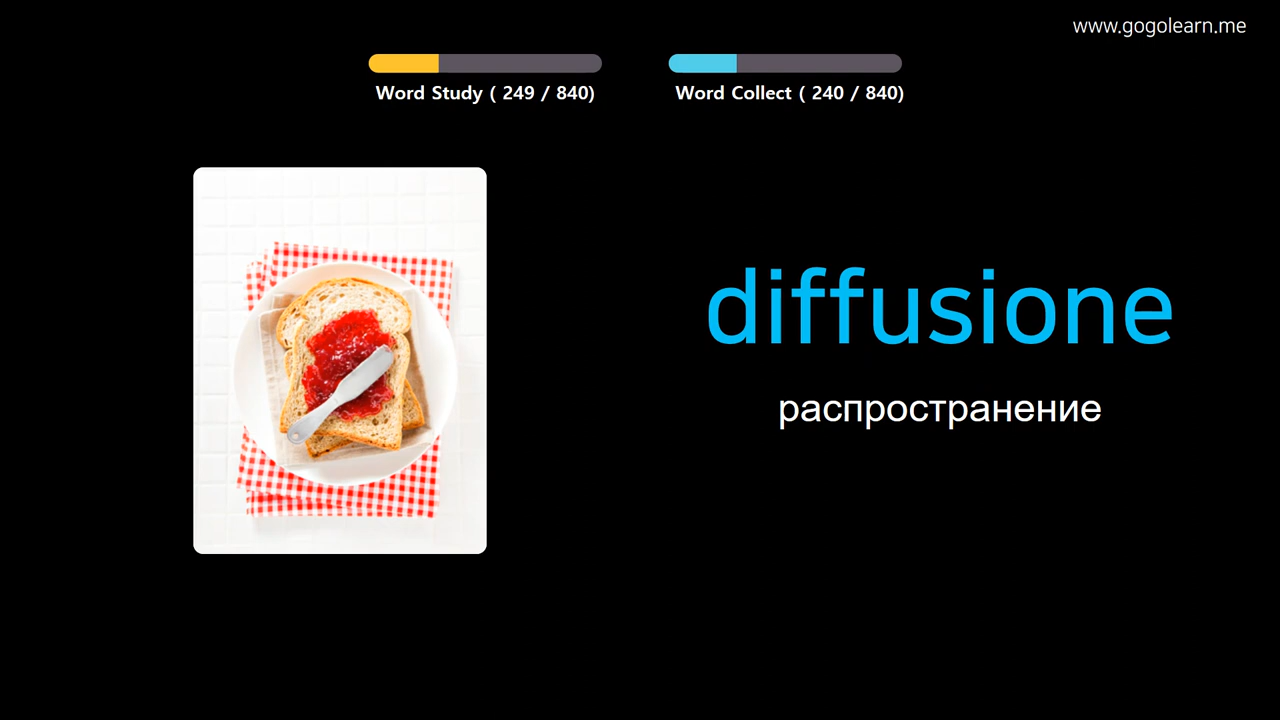 www.gogolearn.me
Word Study ( 249 / 840)
Word Collect ( 240 / 840)
diffusione
распространение